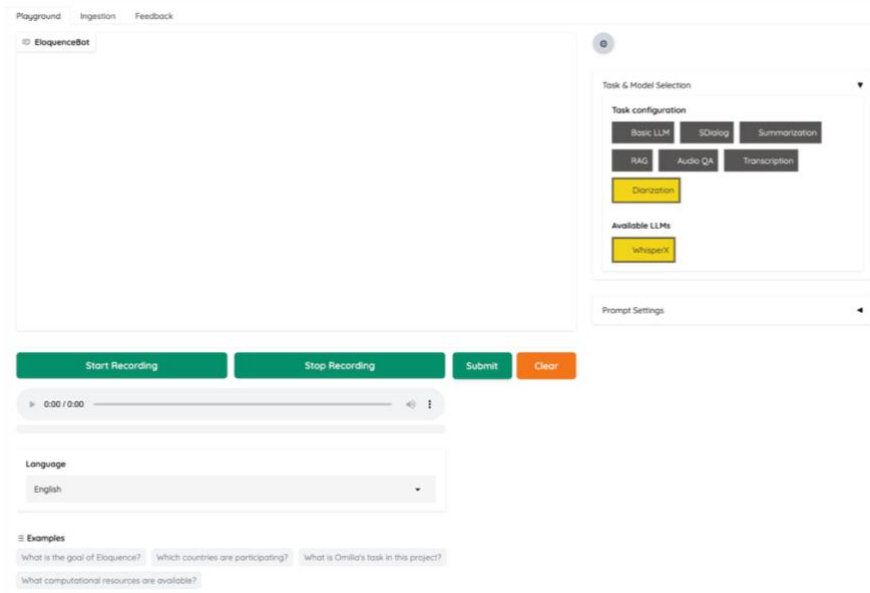 Playground Ingestion Feedback
EloquenceBot
Task & Model Selection
Task configuration
Basic LLM SDialog Summarization
RAG Audio QA Transcription
Diarization
Available LLMs
WhisperX
Prompt Settings
Start Recording Stop Recording Submit Clear
0:00 / 0:00
Language
English
Examples
What is the goal of Eloquence? Which countries are participating? What is Omilia's task in this project?
What computational resources are available?